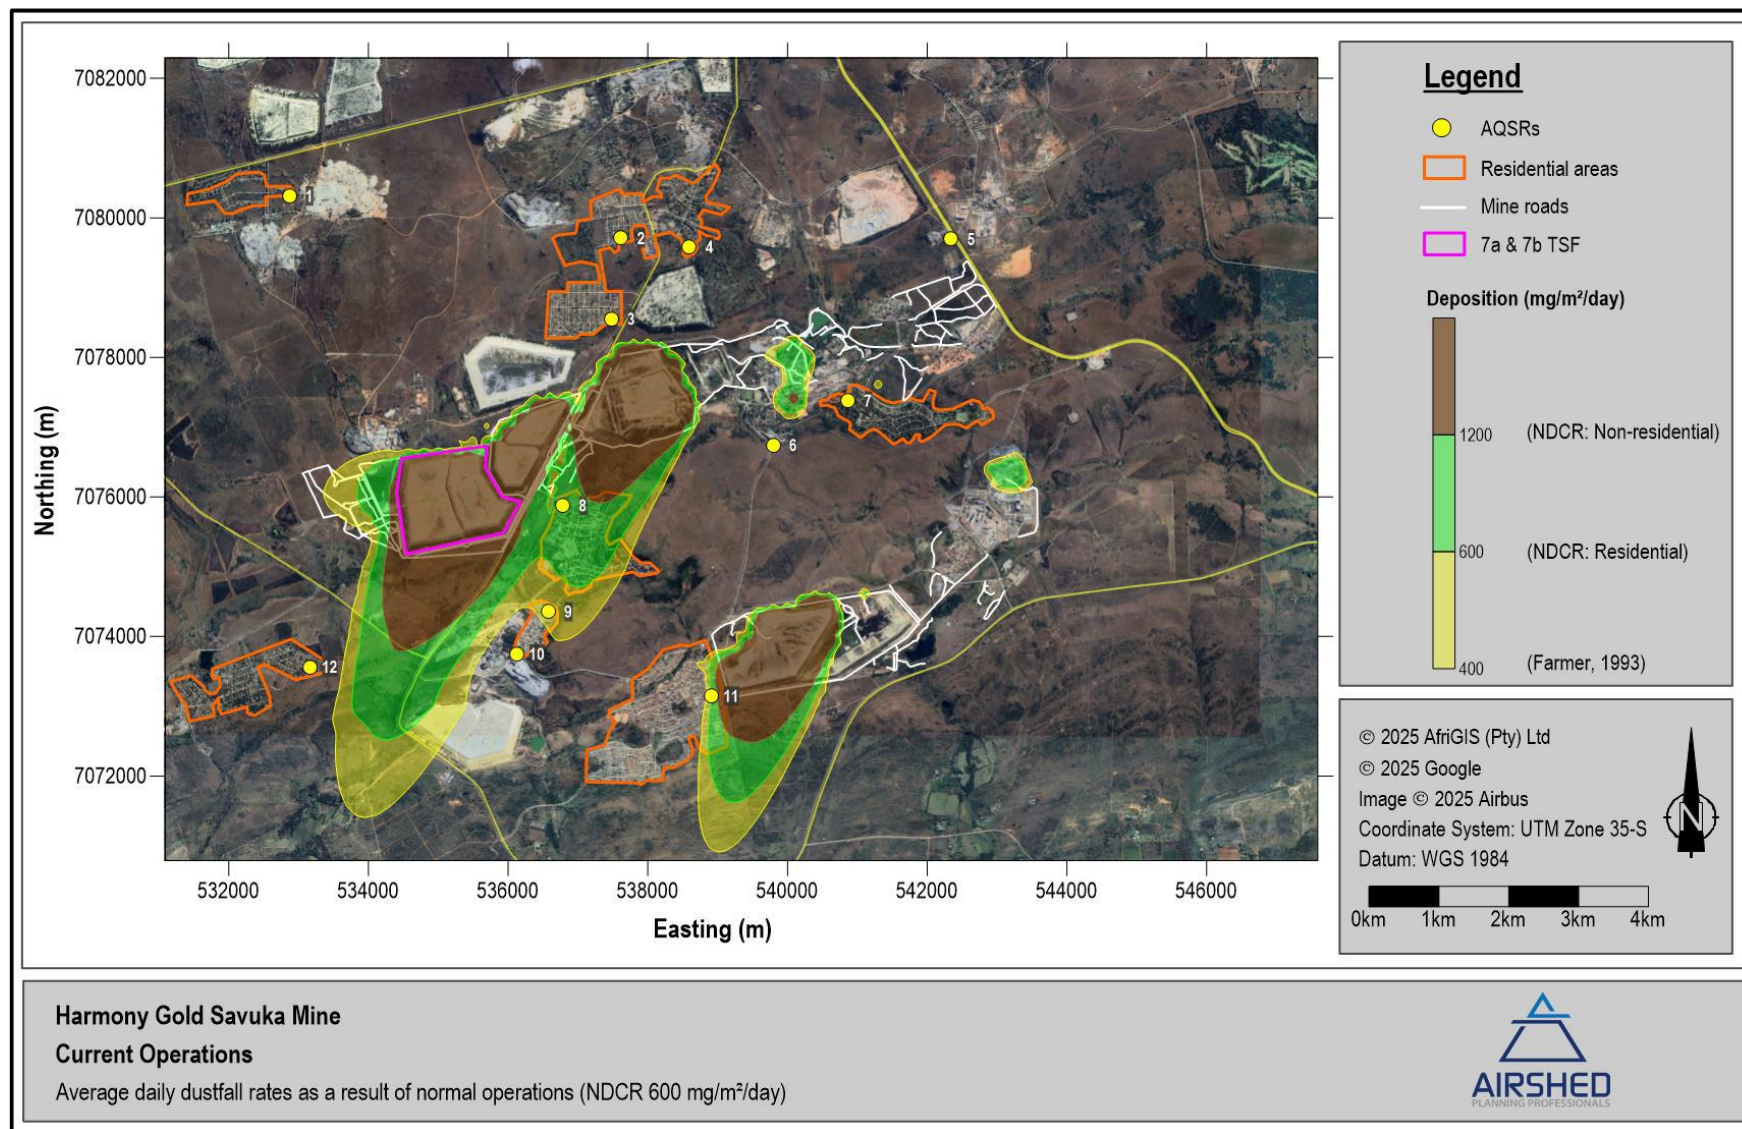 7082000
7080000
7078000
7076000
7074000
7072000
Northing (m)
532000
534000
536000
538000
540000
542000
544000
546000
Easting (m)
1
2
3
4
5
6
7
8
9
10
11
12
Legend
AQSRs
Residential areas
Mine roads
7a & 7b TSF
Deposition (mg/m²/day)
1200 (NDCR: Non-residential)
600 (NDCR: Residential)
400 (Farmer, 1993)
© 2025 AfriGIS (Pty) Ltd
© 2025 Google
Image © 2025 Airbus
Coordinate System: UTM Zone 35-S
Datum: WGS 1984
N
0km 1km 2km 3km 4km
Harmony Gold Savuka Mine
Current Operations
Average daily dustfall rates as a result of normal operations (NDCR 600 mg/m²/day)
AIRSHED
PLANNING PROFESSIONALS